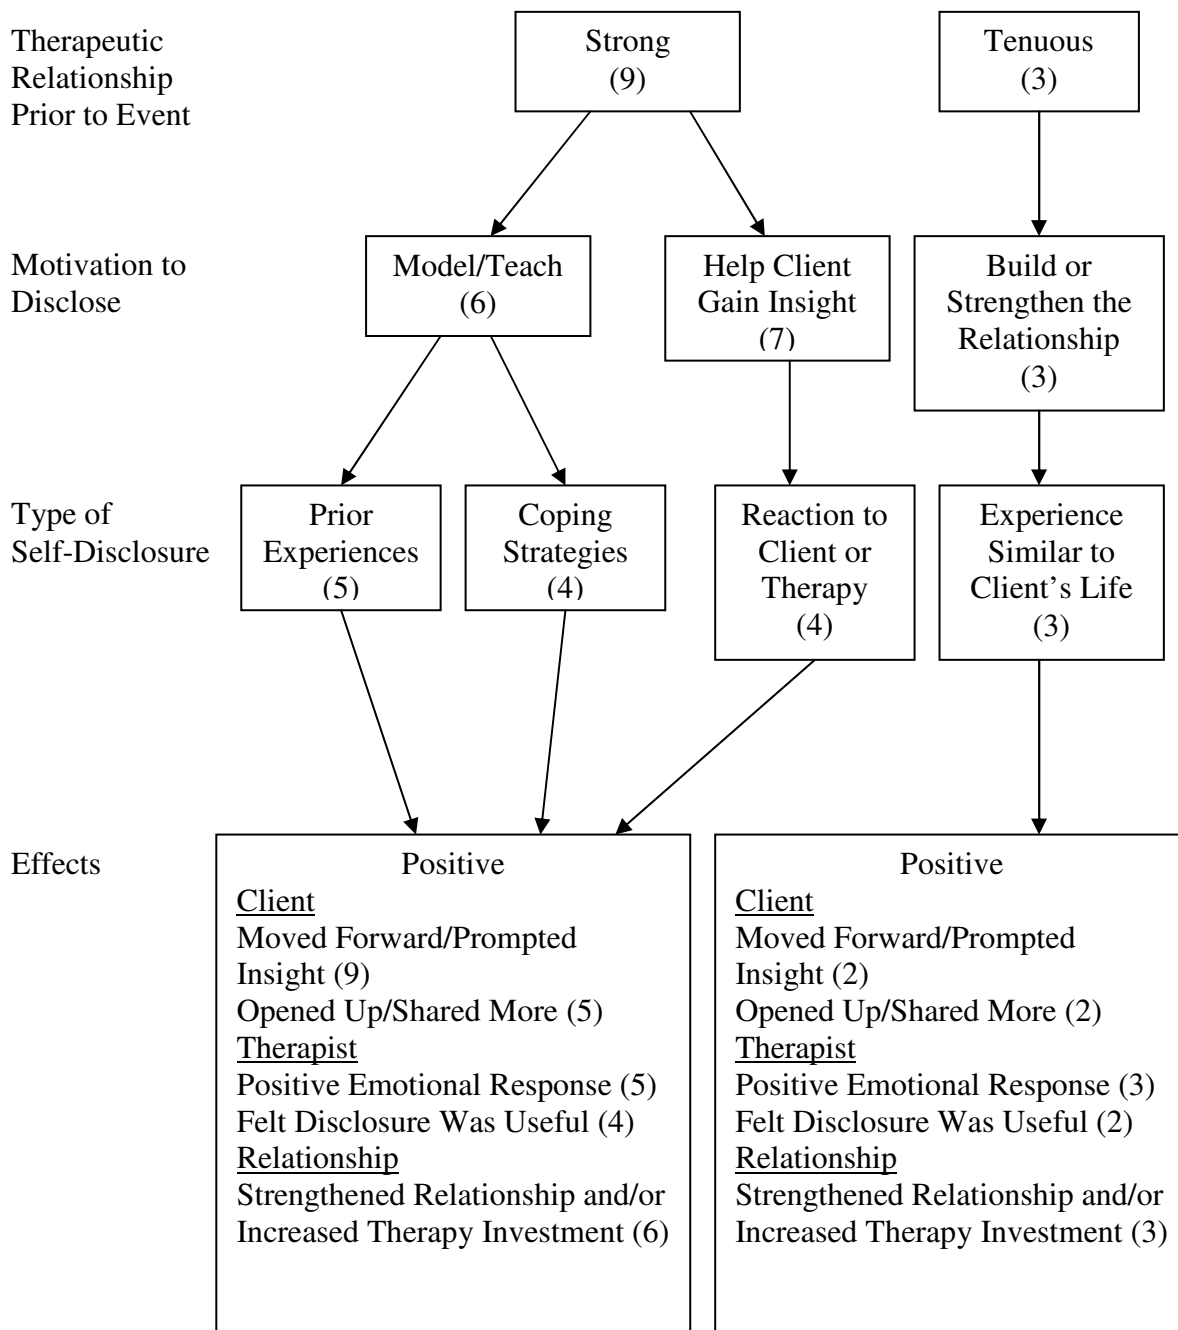 Therapeutic
Relationship
Prior to Event
Strong
(9)
Tenuous
(3)
Motivation to
Disclose
Model/Teach
(6)
Help Client
Gain Insight
(7)
Build or
Strengthen the
Relationship
(3)
Type of
Self-Disclosure
Prior
Experiences
(5)
Coping
Strategies
(4)
Reaction to
Client or
Therapy
(4)
Experience
Similar to
Client’s Life
(3)
Effects
Positive
Client
Moved Forward/Prompted
Insight (9)
Opened Up/Shared More (5)
Therapist
Positive Emotional Response (5)
Felt Disclosure Was Useful (4)
Relationship
Strengthened Relationship and/or
Increased Therapy Investment (6)
Positive
Client
Moved Forward/Prompted
Insight (2)
Opened Up/Shared More (2)
Therapist
Positive Emotional Response (3)
Felt Disclosure Was Useful (2)
Relationship
Strengthened Relationship and/or
Increased Therapy Investment (3)